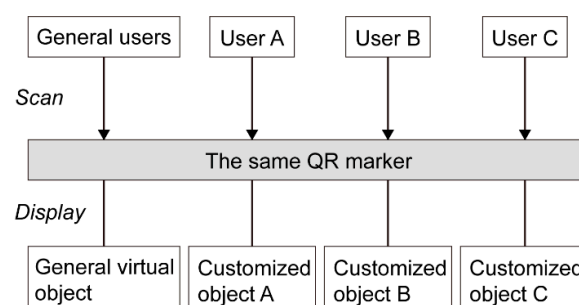 General users
User A
User B
User C
Scan
The same QR marker
Display
General virtual
object
Customized
object A
Customized
object B
Customized
object C